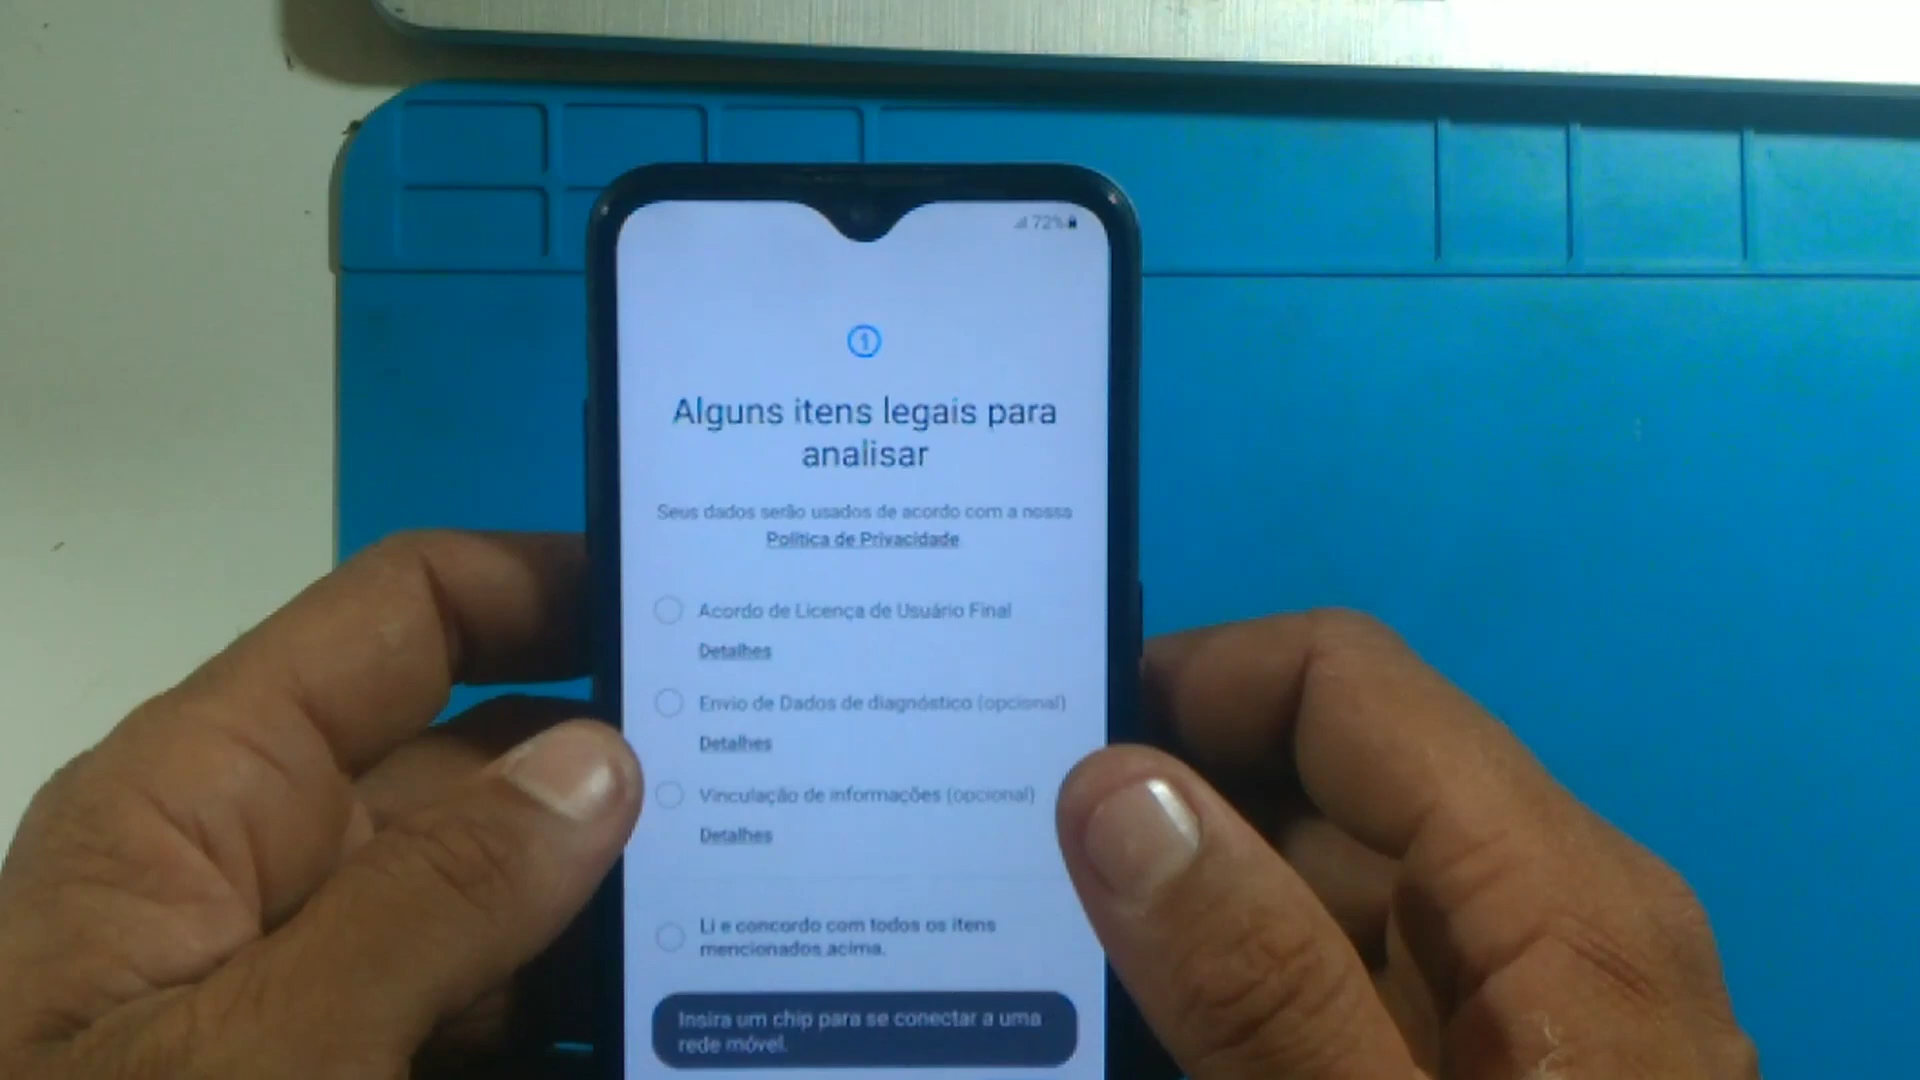 72%
Alguns itens legais para
analisar
Seus dados serão usados de acordo com a nossa
Política de Privacidade
Acordo de Licença de Usuário Final
Detalhes
Envio de Dados de diagnóstico (opcional)
Detalhes
Vinculação de informações (opcional)
Detalhes
Li e concordo com todos os itens
mencionados acima.
Insira um chip para se conectar a uma
rede móvel.